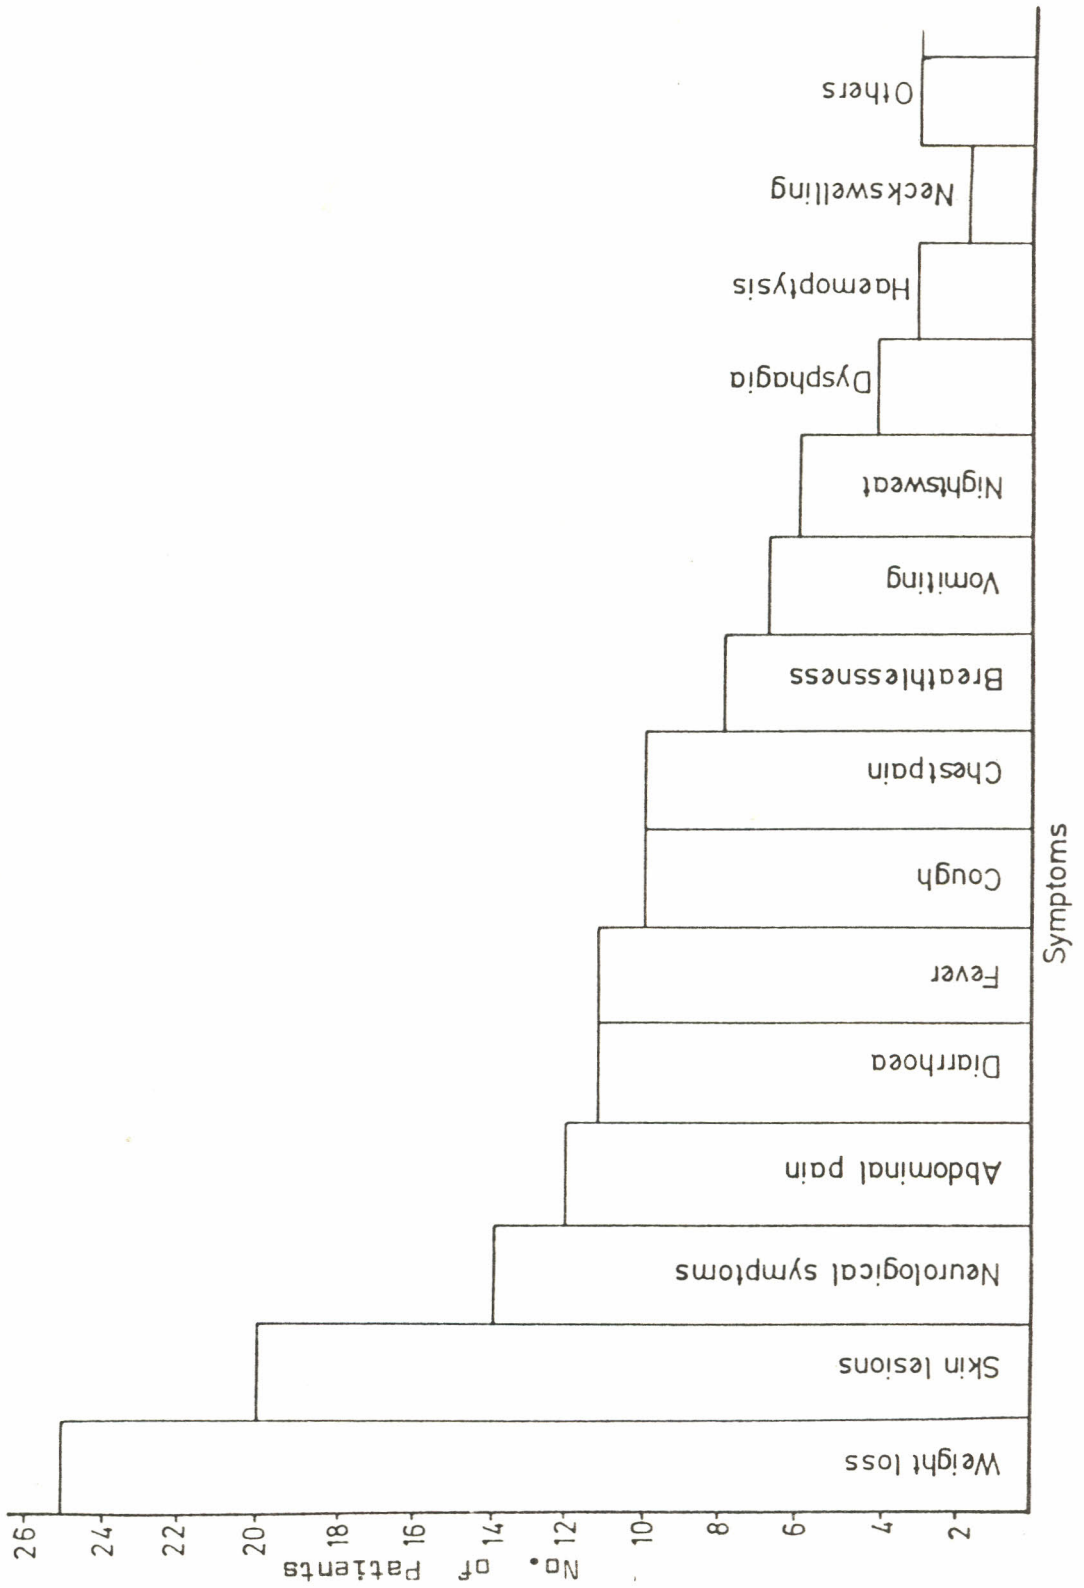 No. of Patients
26
24
22
20
18
16
14
12
10
8
6
4
2
Weight loss
Skin lesions
Neurological symptoms
Abdominal pain
Diarrhoea
Fever
Cough
Chestpain
Breathlessness
Vomiting
Nightsweat
Dysphagia
Haemoptysis
Neckswelling
Others
Symptoms